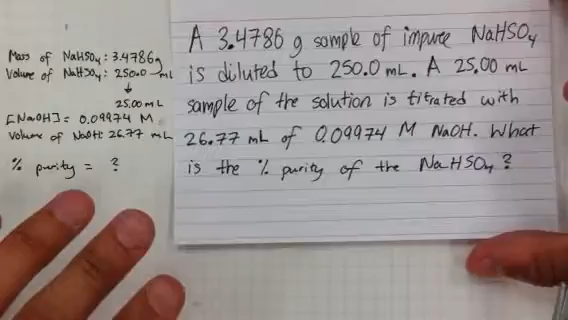 Mass of NaHSO4: 3.4786g
Volume of NaHSO4: 250.0 mL
↓
25.00 mL
[NaOH] = 0.09974 M
Volume of NaOH: 26.77 mL
% purity = ?
A 3.4786 g sample of impure NaHSO4
is diluted to 250.0 mL. A 25.00 mL
sample of the solution is titrated with
26.77 mL of 0.09974 M NaOH. What
is the % purity of the NaHSO4?